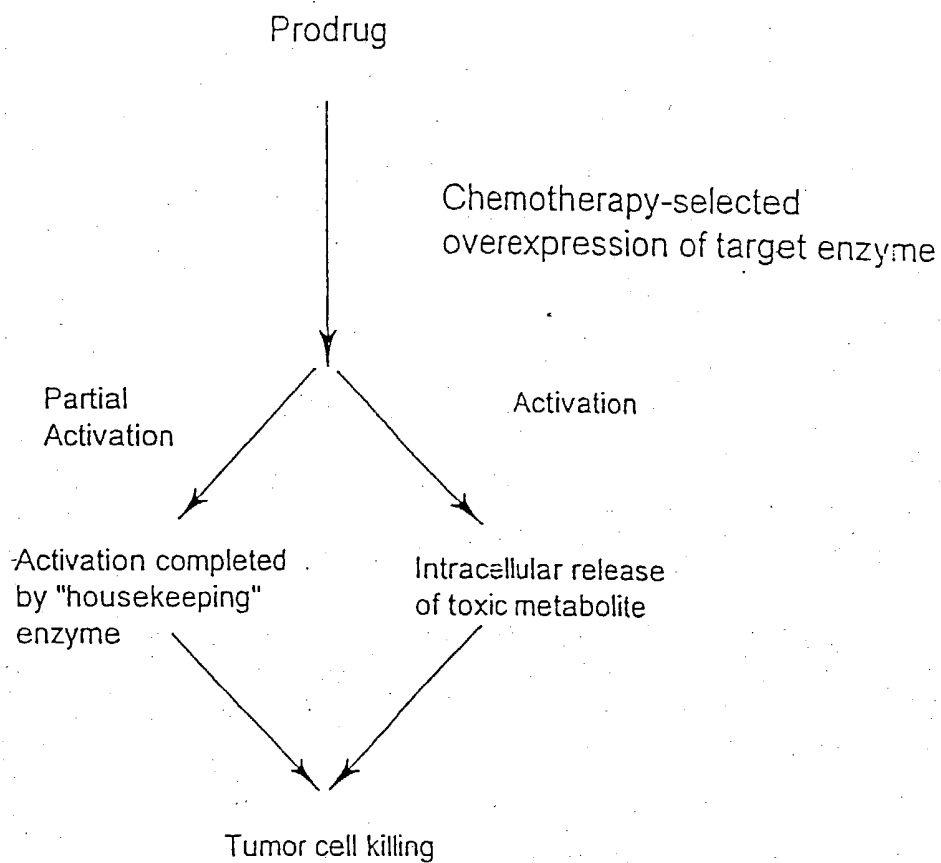 Prodrug
Chemotherapy-selected
overexpression of target enzyme
Partial
Activation
Activation
Activation completed
by "housekeeping"
enzyme
Intracellular release
of toxic metabolite
Tumor cell killing